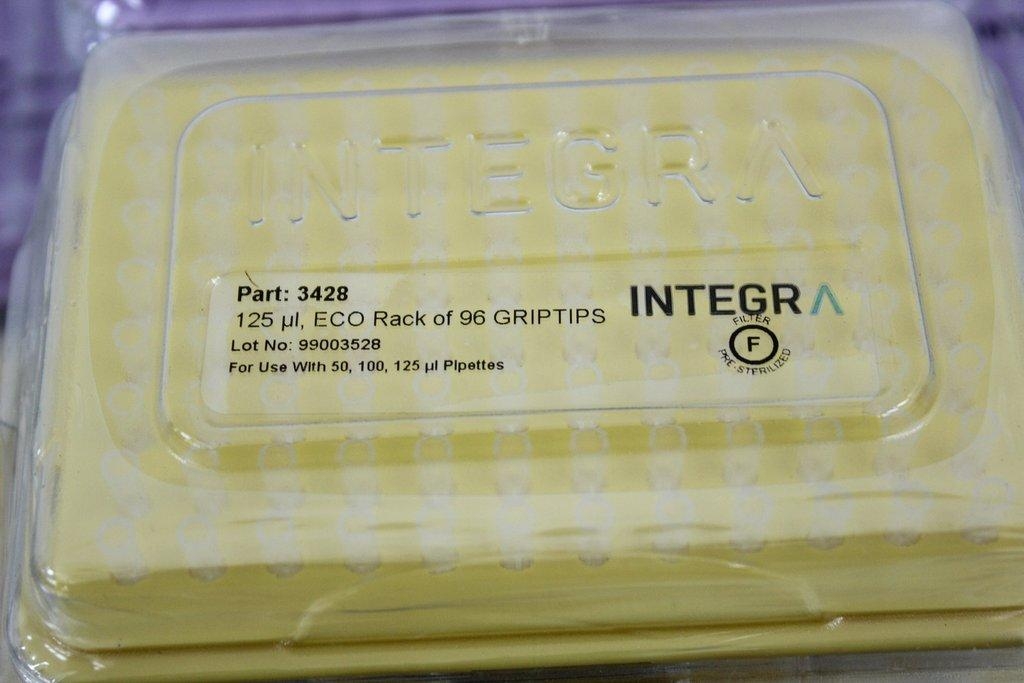 INTEGRA
Part: 3428
125 µl, ECO Rack of 96 GRIPTIPS
Lot No: 99003528
For Use With 50, 100, 125 µl Pipettes
INTEGRA
FILTER
F
PRE-STERILIZED